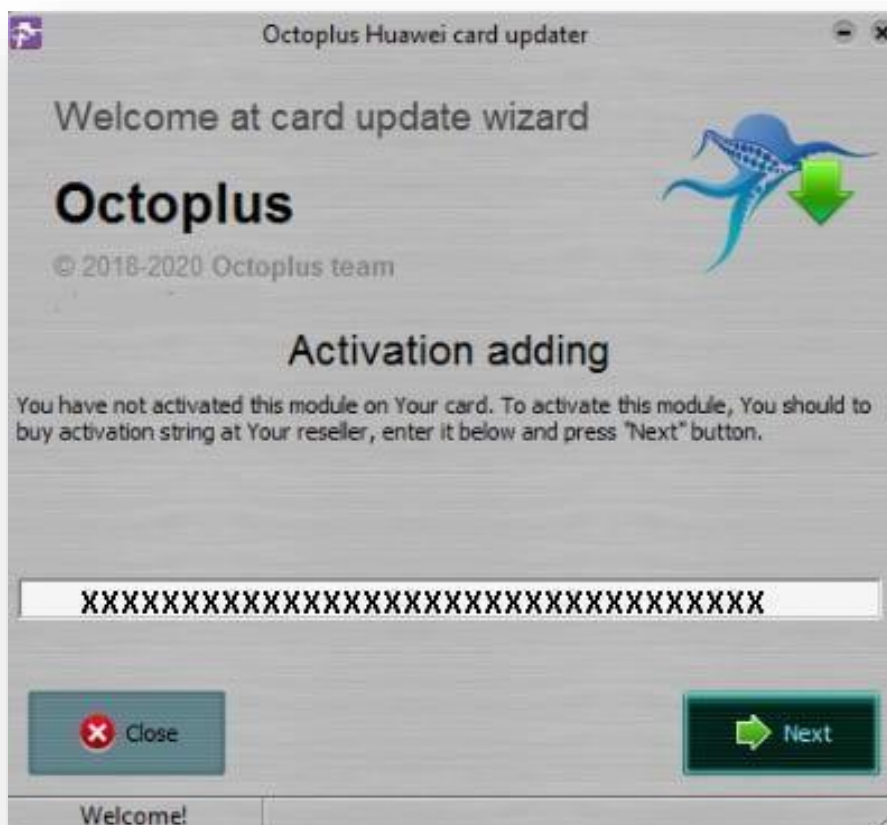 Octoplus Huawei card updater
Welcome at card update wizard
Octoplus
© 2018-2020 Octoplus team
Activation adding
You have not activated this module on Your card. To activate this module, You should to
buy activation string at Your reseller, enter it below and press "Next" button.
XXXXXXXXXXXXXXXXXXXXXXXXXXXXXXXXXX
Close
Next
Welcome!